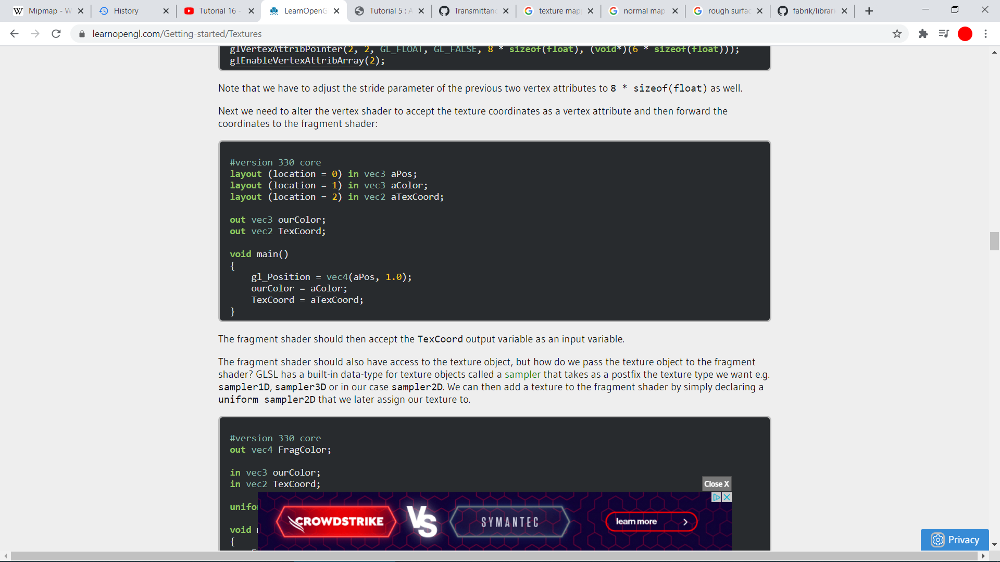 Mipmap - W
History
Tutorial 16 -
LearnOpenG
Tutorial 5 : A
Transmittanc
texture map
normal map
rough surfac
fabrik/librari
learnopengl.com/Getting-started/Textures
glVertexAttribPointer(2, 2, GL_FLOAT, GL_FALSE, 8 * sizeof(float), (void*)(6 * sizeof(float)));
glEnableVertexAttribArray(2);
Note that we have to adjust the stride parameter of the previous two vertex attributes to 8 * sizeof(float) as well.
Next we need to alter the vertex shader to accept the texture coordinates as a vertex attribute and then forward the
coordinates to the fragment shader:
#version 330 core
layout (location = 0) in vec3 aPos;
layout (location = 1) in vec3 aColor;
layout (location = 2) in vec2 aTexCoord;
out vec3 ourColor;
out vec2 TexCoord;
void main()
{
gl_Position = vec4(aPos, 1.0);
ourColor = aColor;
TexCoord = aTexCoord;
}
The fragment shader should then accept the TexCoord output variable as an input variable.
The fragment shader should also have access to the texture object, but how do we pass the texture object to the fragment
shader? GLSL has a built-in data-type for texture objects called a sampler that takes as a postfix the texture type we want e.g.
sampler1D, sampler3D or in our case sampler2D. We can then add a texture to the fragment shader by simply declaring a
uniform sampler2D that we later assign our texture to.
#version 330 core
out vec4 FragColor;
in vec3 ourColor;
in vec2 TexCoord;
Close X
unifo
CROWDSTRIKE VS SYMANTEC learn more
void
{
Privacy